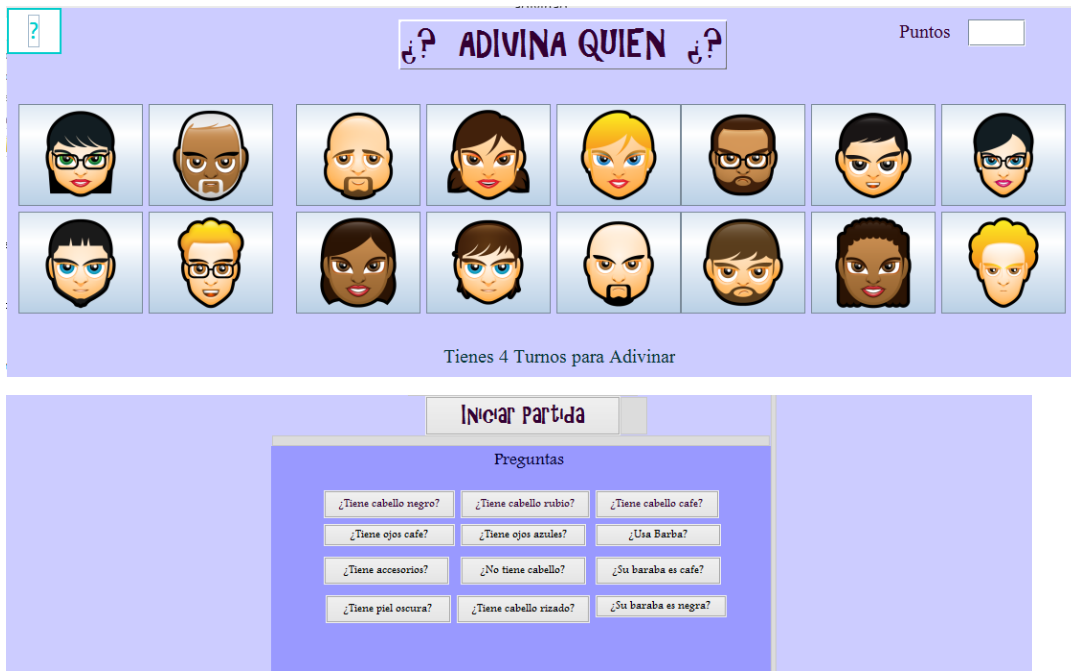 ?
¿? ADIVINA QUIEN ¿?
Puntos
Tienes 4 Turnos para Adivinar
Iniciar Partida
Preguntas
¿Tiene cabello negro? ¿Tiene cabello rubio? ¿Tiene cabello cafe?
¿Tiene ojos cafe? ¿Tiene ojos azules? ¿Usa Barba?
¿Tiene accesorios? ¿No tiene cabello? ¿Su baraba es cafe?
¿Tiene piel oscura? ¿Tiene cabello rizado? ¿Su baraba es negra?